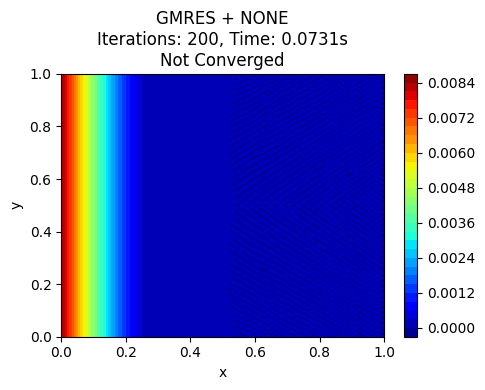 GMRES + NONE
Iterations: 200, Time: 0.0731s
Not Converged
1.0
0.8
0.6
0.4
0.2
0.0
y
0.0 0.2 0.4 0.6 0.8 1.0
x
0.0084
0.0072
0.0060
0.0048
0.0036
0.0024
0.0012
0.0000